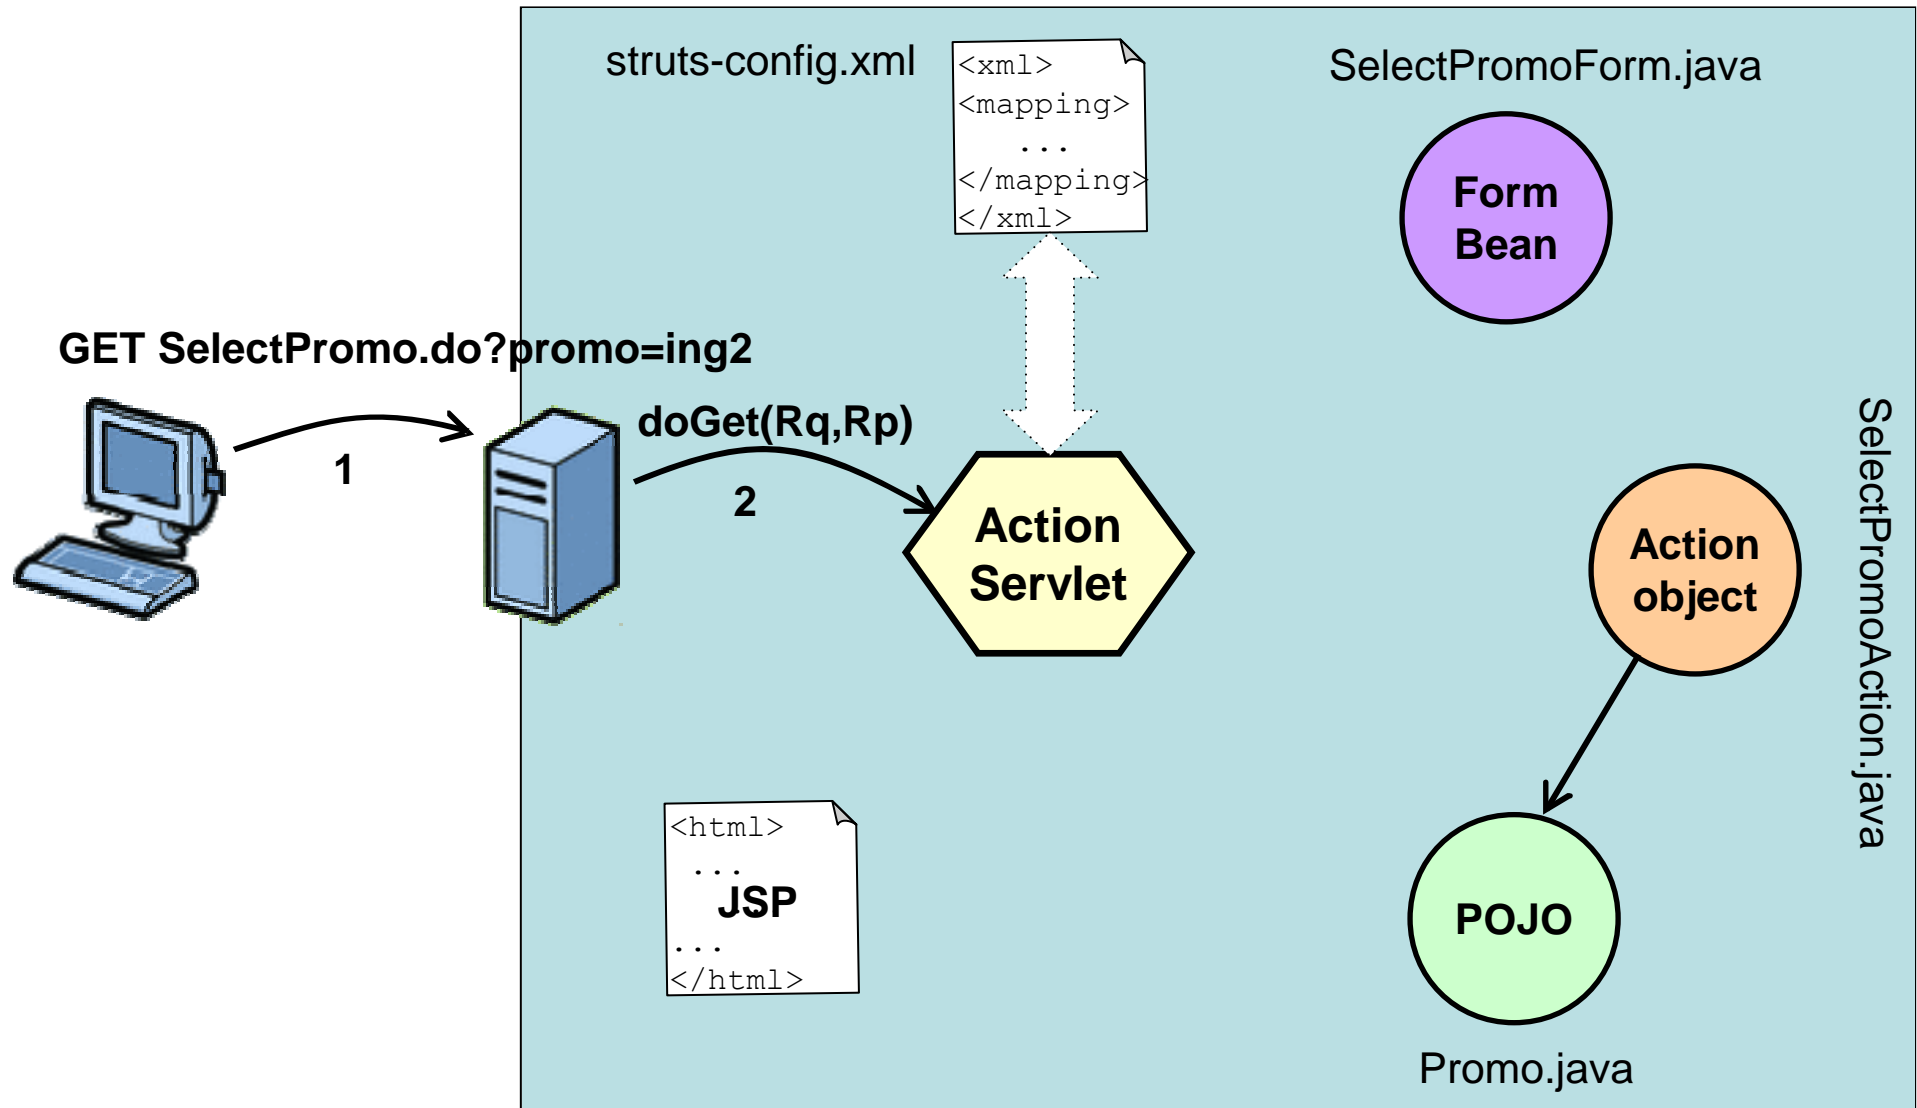 struts-config.xml
<xml>
<mapping>
...
</mapping>
</xml>
SelectPromoForm.java
Form
Bean
GET SelectPromo.do?promo=ing2
1
doGet(Rq,Rp)
2
Action
Servlet
Action
object
SelectPromoAction.java
<html>
...
JSP
...
</html>
POJO
Promo.java